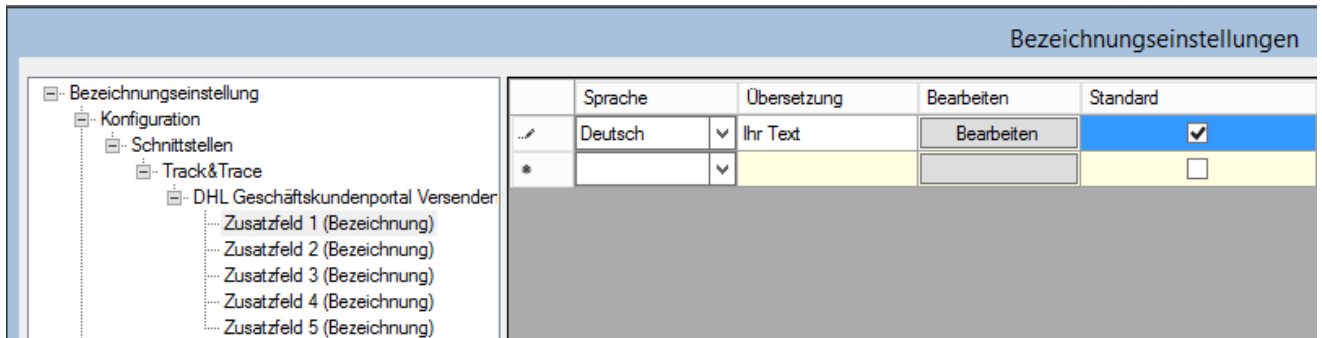 Bezeichnungseinstellungen
Bezeichnungseinstellung
Konfiguration
Schnittstellen
Track&Trace
DHL Geschäftskundenportal Versenden
Zusatzfeld 1 (Bezeichnung)
Zusatzfeld 2 (Bezeichnung)
Zusatzfeld 3 (Bezeichnung)
Zusatzfeld 4 (Bezeichnung)
Zusatzfeld 5 (Bezeichnung)
Sprache Übersetzung Bearbeiten Standard
Deutsch Ihr Text Bearbeiten